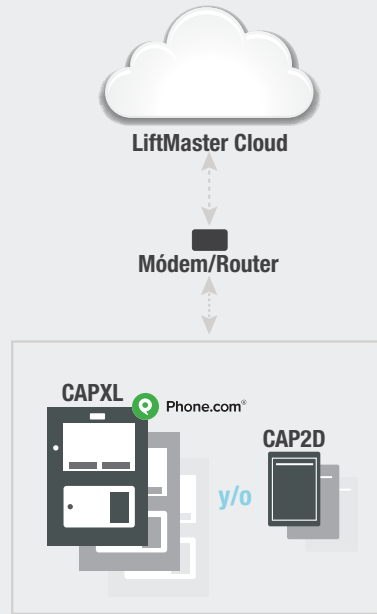 LiftMaster Cloud
Módem/Router
CAPXL
Phone.com®
CAP2D
y/o